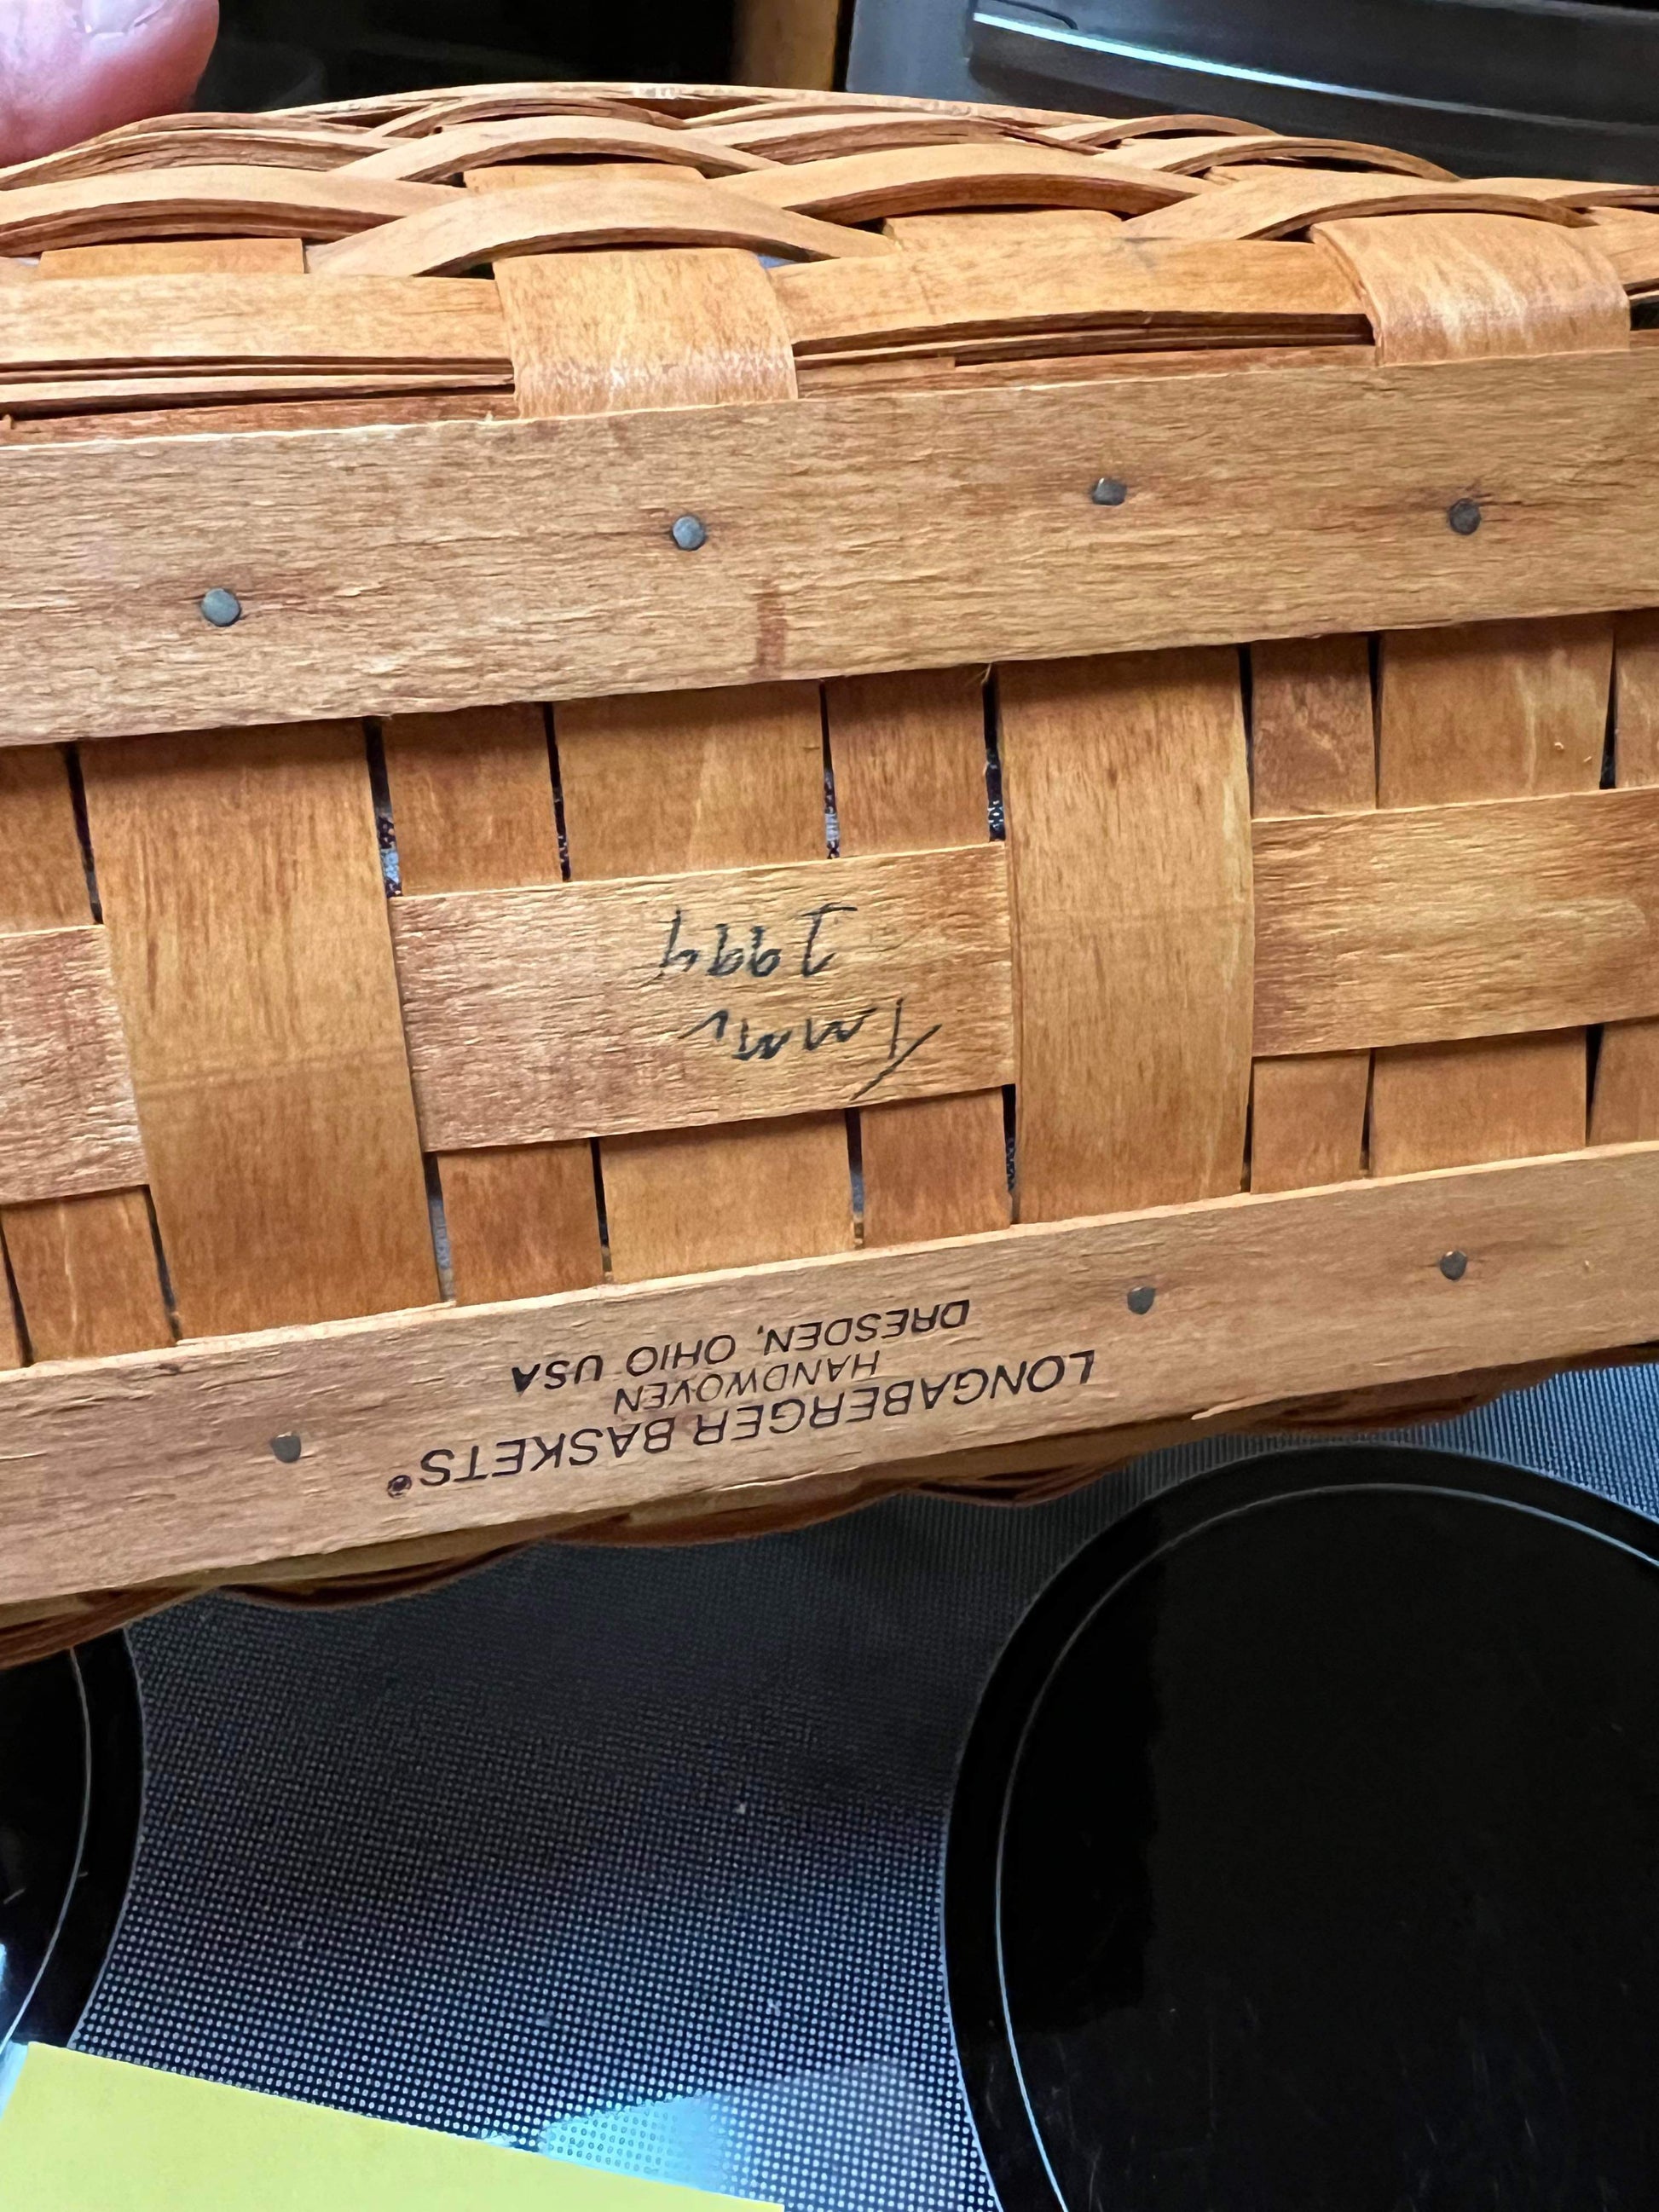 LONGABERGER BASKETS®
HANDWOVEN
DRESDEN, OHIO USA
1994